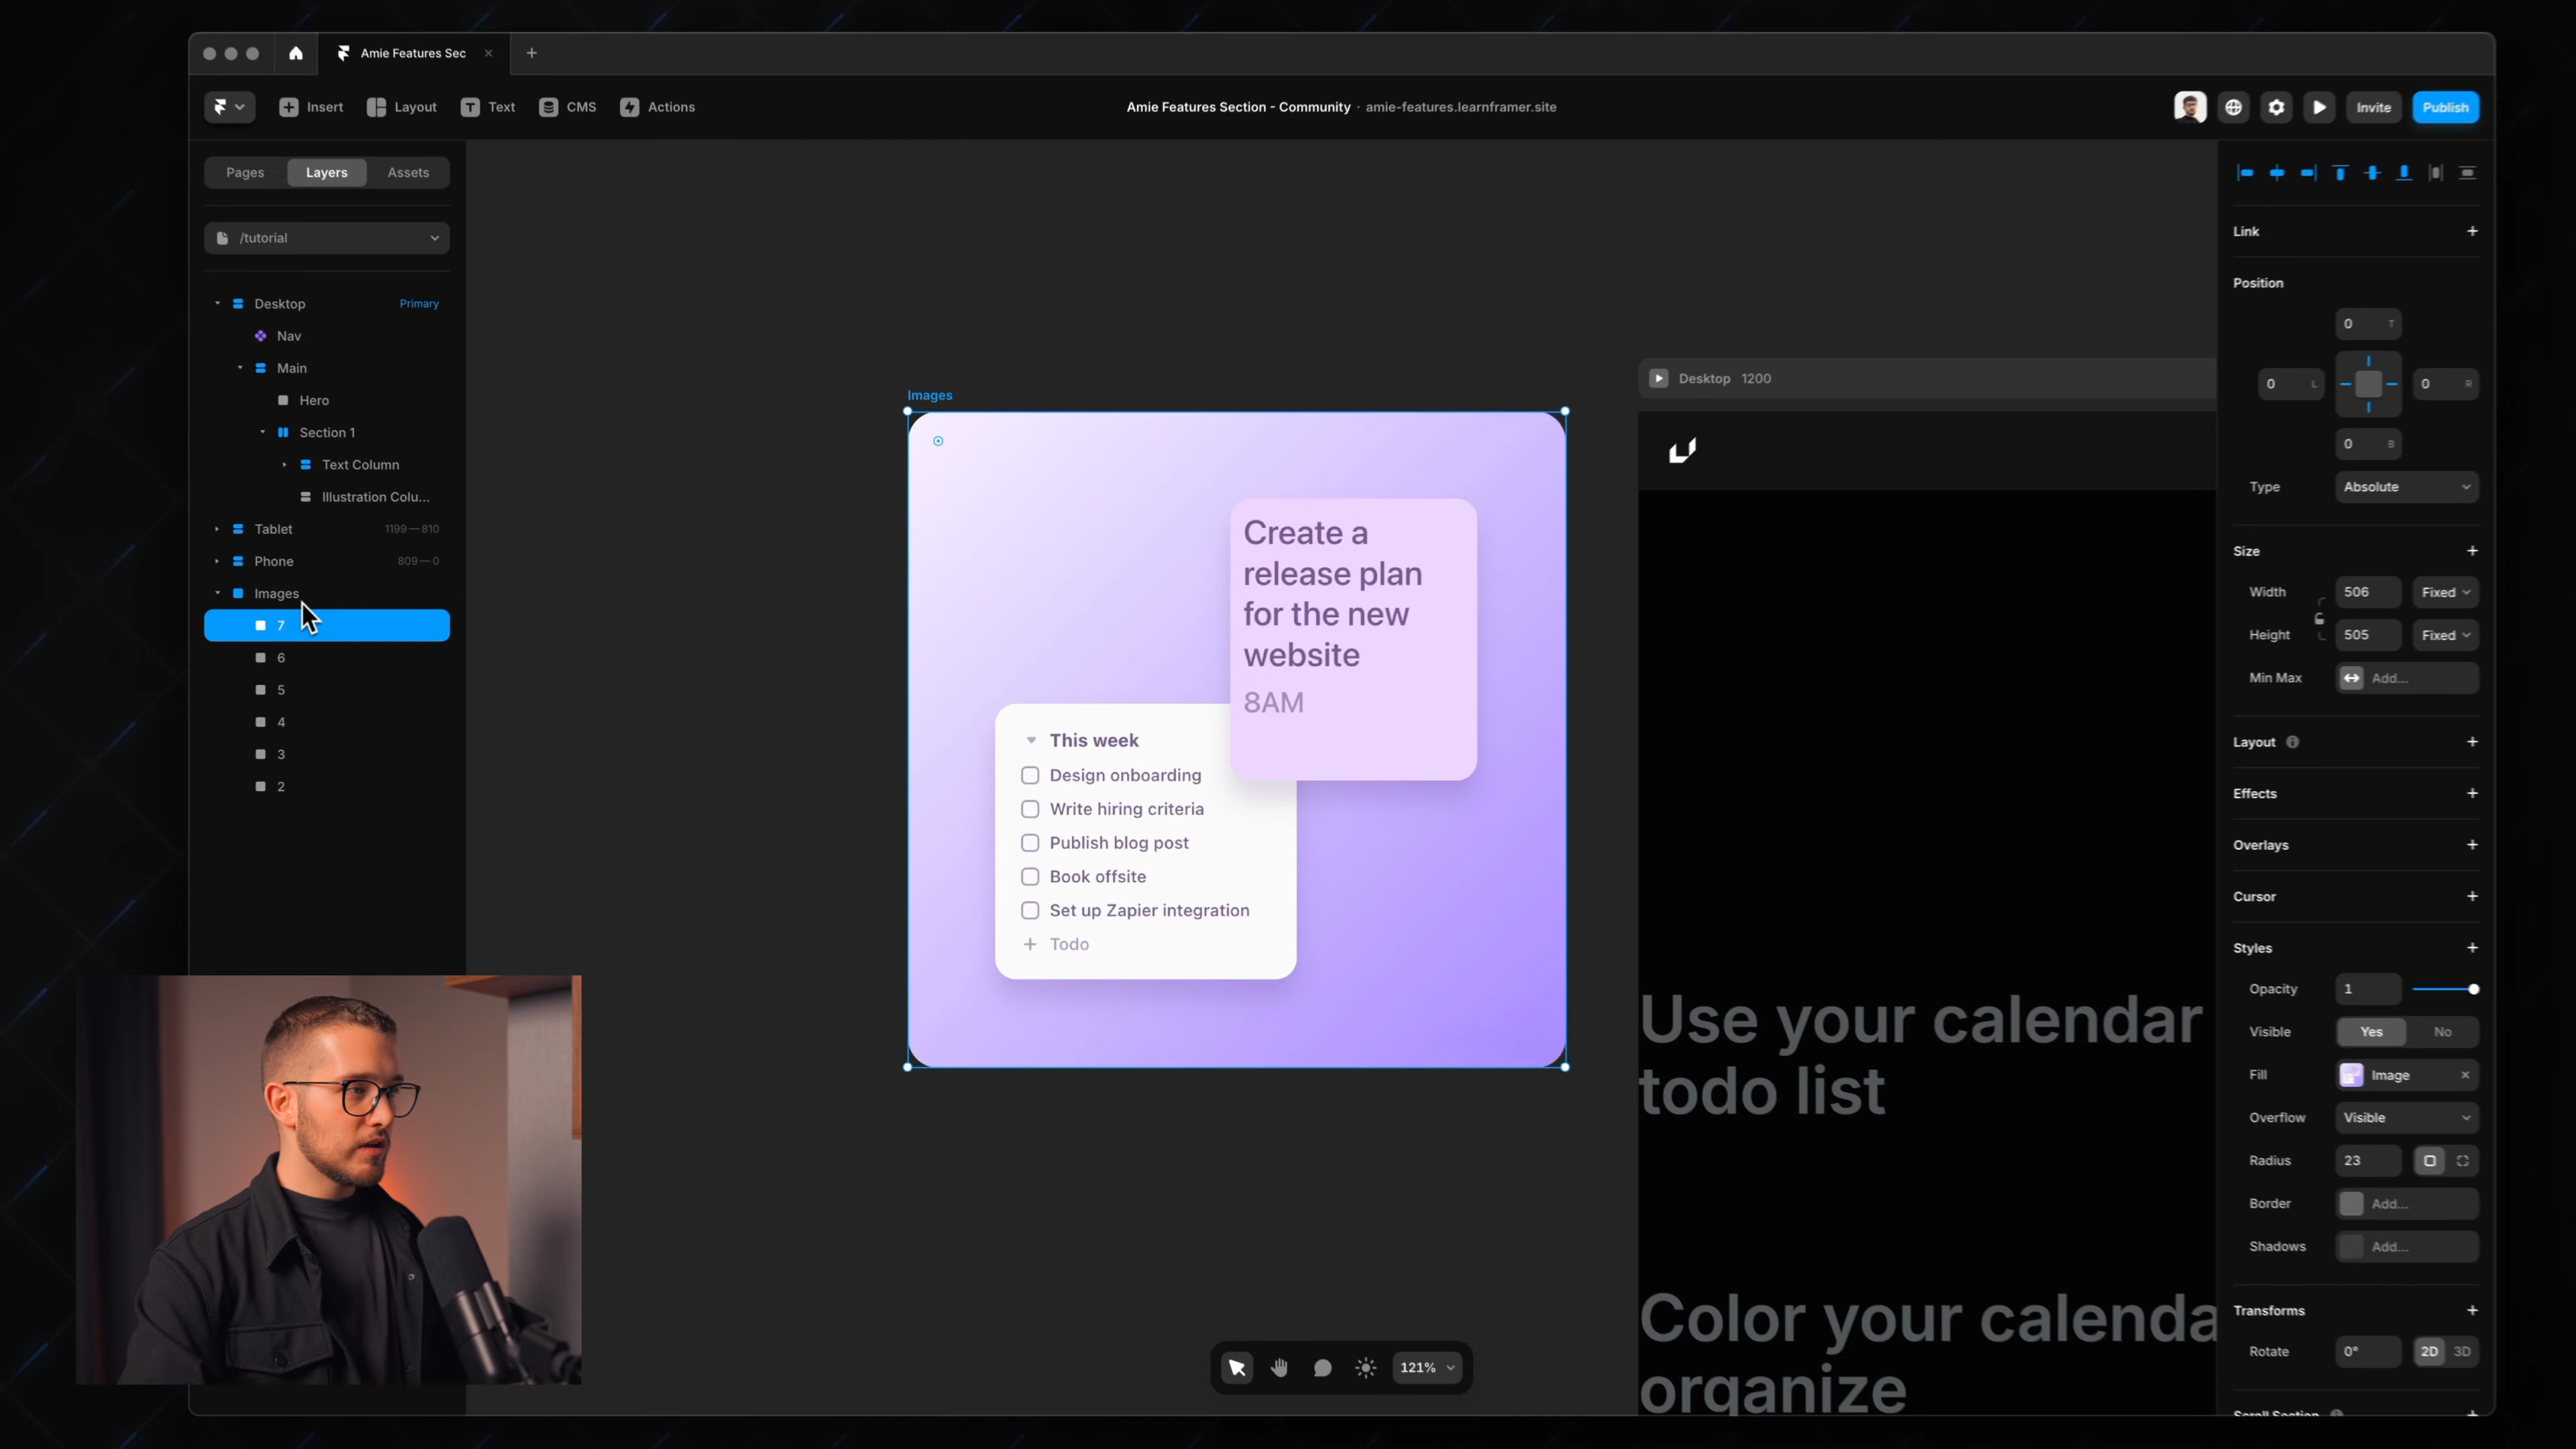 Amie Features Sec
Insert
Layout
Text
CMS
Actions
Amie Features Section - Community · amie-features.learnframer.site
Invite
Publish
Pages
Layers
Assets
/tutorial
Desktop
Primary
Nav
Main
Hero
Section 1
Text Column
Illustration Colu...
Tablet
1199 — 810
Phone
809 — 0
Images
7
6
5
4
3
2
Images
Create a
release plan
for the new
website
8AM
This week
Design onboarding
Write hiring criteria
Publish blog post
Book offsite
Set up Zapier integration
+ Todo
Desktop 1200
Use your calendar
todo list
Color your calenda
organize
121%
Link
Position
0 T
0 L
0 R
0 B
Type Absolute
Size
Width 506 Fixed
Height 505 Fixed
Min Max Add...
Layout
Effects
Overlays
Cursor
Styles
Opacity 1
Visible Yes No
Fill Image
Overflow Visible
Radius 23
Border Add...
Shadows Add...
Transforms
Rotate 0° 2D 3D
Scroll Section